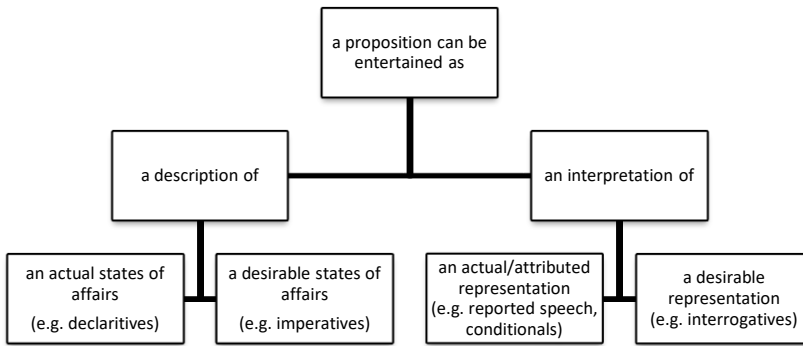 a proposition can be
entertained as
a description of
an interpretation of
an actual states of
affairs
(e.g. declaritives)
a desirable states of
affairs
(e.g. imperatives)
an actual/attributed
representation
(e.g. reported speech,
conditionals)
a desirable
representation
(e.g. interrogatives)